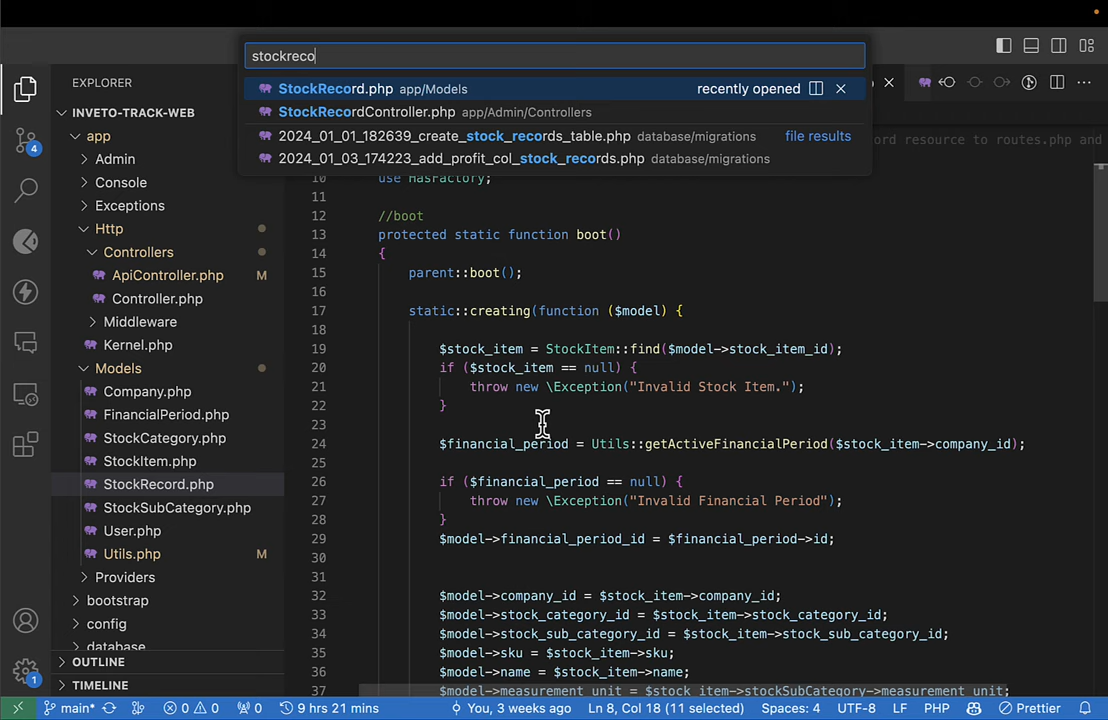 stockreco
StockRecord.php app/Models recently opened
StockRecordController.php app/Admin/Controllers
2024_01_01_182639_create_stock_records_table.php database/migrations file results
2024_01_03_174223_add_profit_col_stock_records.php database/migrations
EXPLORER
INVETO-TRACK-WEB
app
Admin
Console
Exceptions
Http
Controllers
ApiController.php M
Controller.php
Middleware
Kernel.php
Models
Company.php
FinancialPeriod.php
StockCategory.php
StockItem.php
StockRecord.php
StockSubCategory.php
User.php
Utils.php M
Providers
bootstrap
config
database
OUTLINE
TIMELINE
4
1
ord resource to routes.php and
10 use HasFactory;
11
12 //boot
13 protected static function boot()
14 {
15 parent::boot();
16
17 static::creating(function ($model) {
18
19 $stock_item = StockItem::find($model->stock_item_id);
20 if ($stock_item == null) {
21 throw new \Exception("Invalid Stock Item.");
22 }
23
24 $financial_period = Utils::getActiveFinancialPeriod($stock_item->company_id);
25
26 if ($financial_period == null) {
27 throw new \Exception("Invalid Financial Period");
28 }
29 $model->financial_period_id = $financial_period->id;
30
31
32 $model->company_id = $stock_item->company_id;
33 $model->stock_category_id = $stock_item->stock_category_id;
34 $model->stock_sub_category_id = $stock_item->stock_sub_category_id;
35 $model->sku = $stock_item->sku;
36 $model->name = $stock_item->name;
37 $model->measurement_unit = $stock_item->stockSubCategory->measurement_unit;
main* 0 0 0 9 hrs 21 mins You, 3 weeks ago Ln 8, Col 18 (11 selected) Spaces: 4 UTF-8 LF PHP Prettier